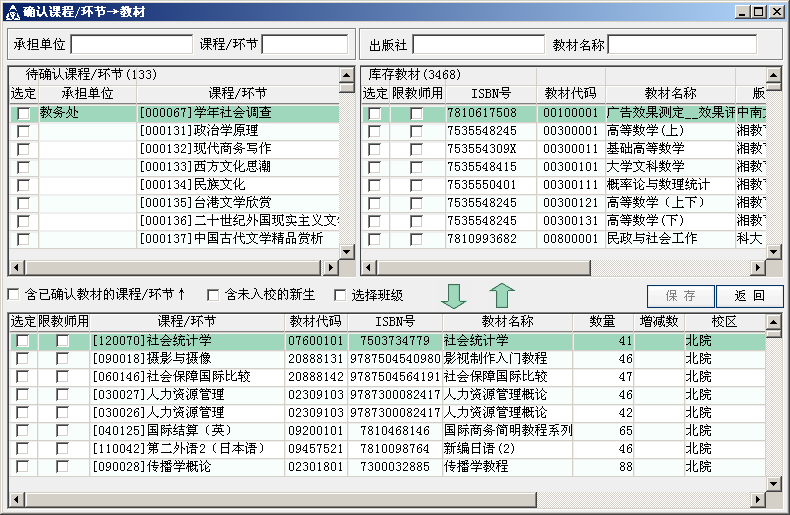 确认课程/环节→教材
承担单位 课程/环节 出版社 教材名称
待确认课程/环节(133)
选定 承担单位 课程/环节
教务处 [000067]学年社会调查
[000131]政治学原理
[000132]现代商务写作
[000133]西方文化思潮
[000134]民族文化
[000135]台港文学欣赏
[000136]二十世纪外国现实主义文
[000137]中国古代文学精品赏析
库存教材(3468)
选定 限教师用 ISBN号 教材代码 教材名称 版
7810617508 00100001 广告效果测定__效果评 中南
7535548245 00300001 高等数学(上) 湘教
753554309X 00300011 基础高等数学 湘教
7535548415 00300101 大学文科数学 湘教
7535550401 00300111 概率论与数理统计 湘教
7535548245 00300121 高等数学（上下） 湘教
7535548245 00300131 高等数学(下) 湘教
7810993682 00800001 民政与社会工作 科大
含已确认教材的课程/环节↑ 含未入校的新生 选择班级 保 存 返 回
选定 限教师用 课程/环节 教材代码 ISBN号 教材名称 数量 增减数 校区
[120070]社会统计学 07600101 7503734779 社会统计学 41 北院
[090018]摄影与摄像 20888131 9787504540980 影视制作入门教程 46 北院
[060146]社会保障国际比较 20888142 9787504564191 社会保障国际比较 47 北院
[030027]人力资源管理 02309103 9787300082417 人力资源管理概论 46 北院
[030026]人力资源管理 02309103 9787300082417 人力资源管理概论 42 北院
[040125]国际结算（英） 09200101 7810468146 国际商务简明教程系列 65 北院
[110042]第二外语2（日本语） 09457521 7810098764 新编日语(2) 46 北院
[090028]传播学概论 02301801 7300032885 传播学教程 88 北院